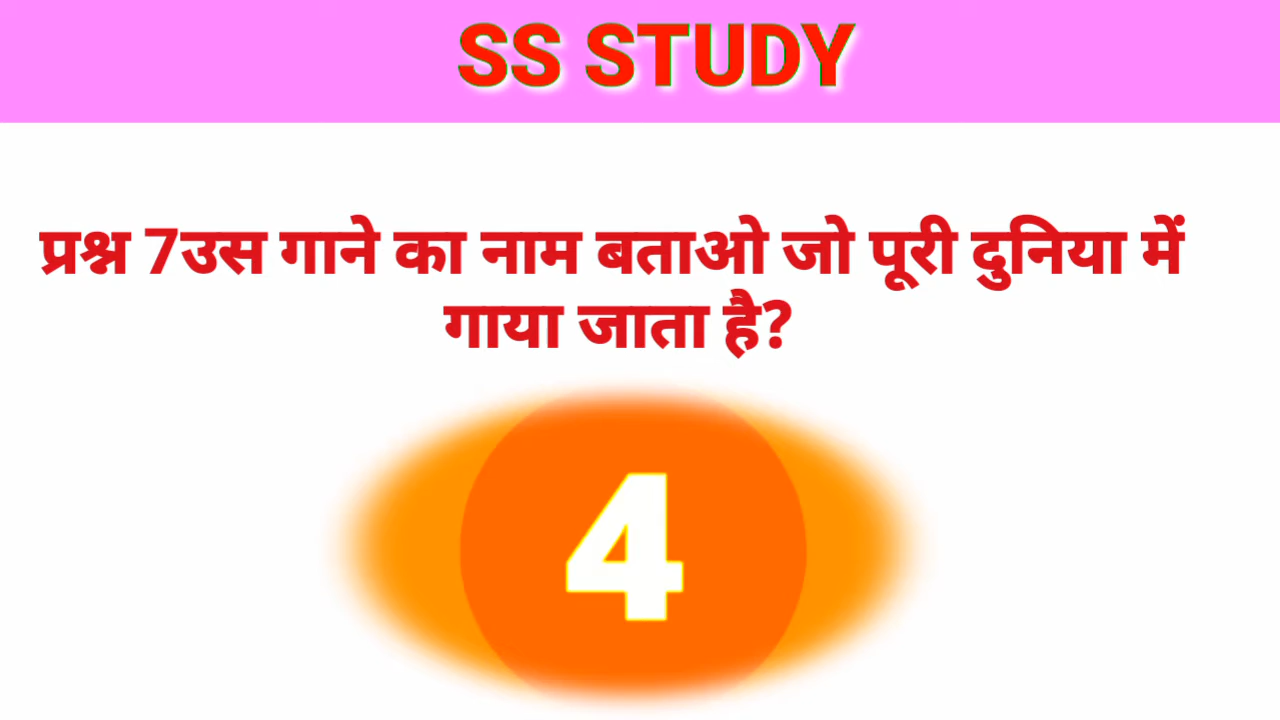 SS STUDY
प्रश्न 7उस गाने का नाम बताओ जो पूरी दुनिया में
गाया जाता है?
4